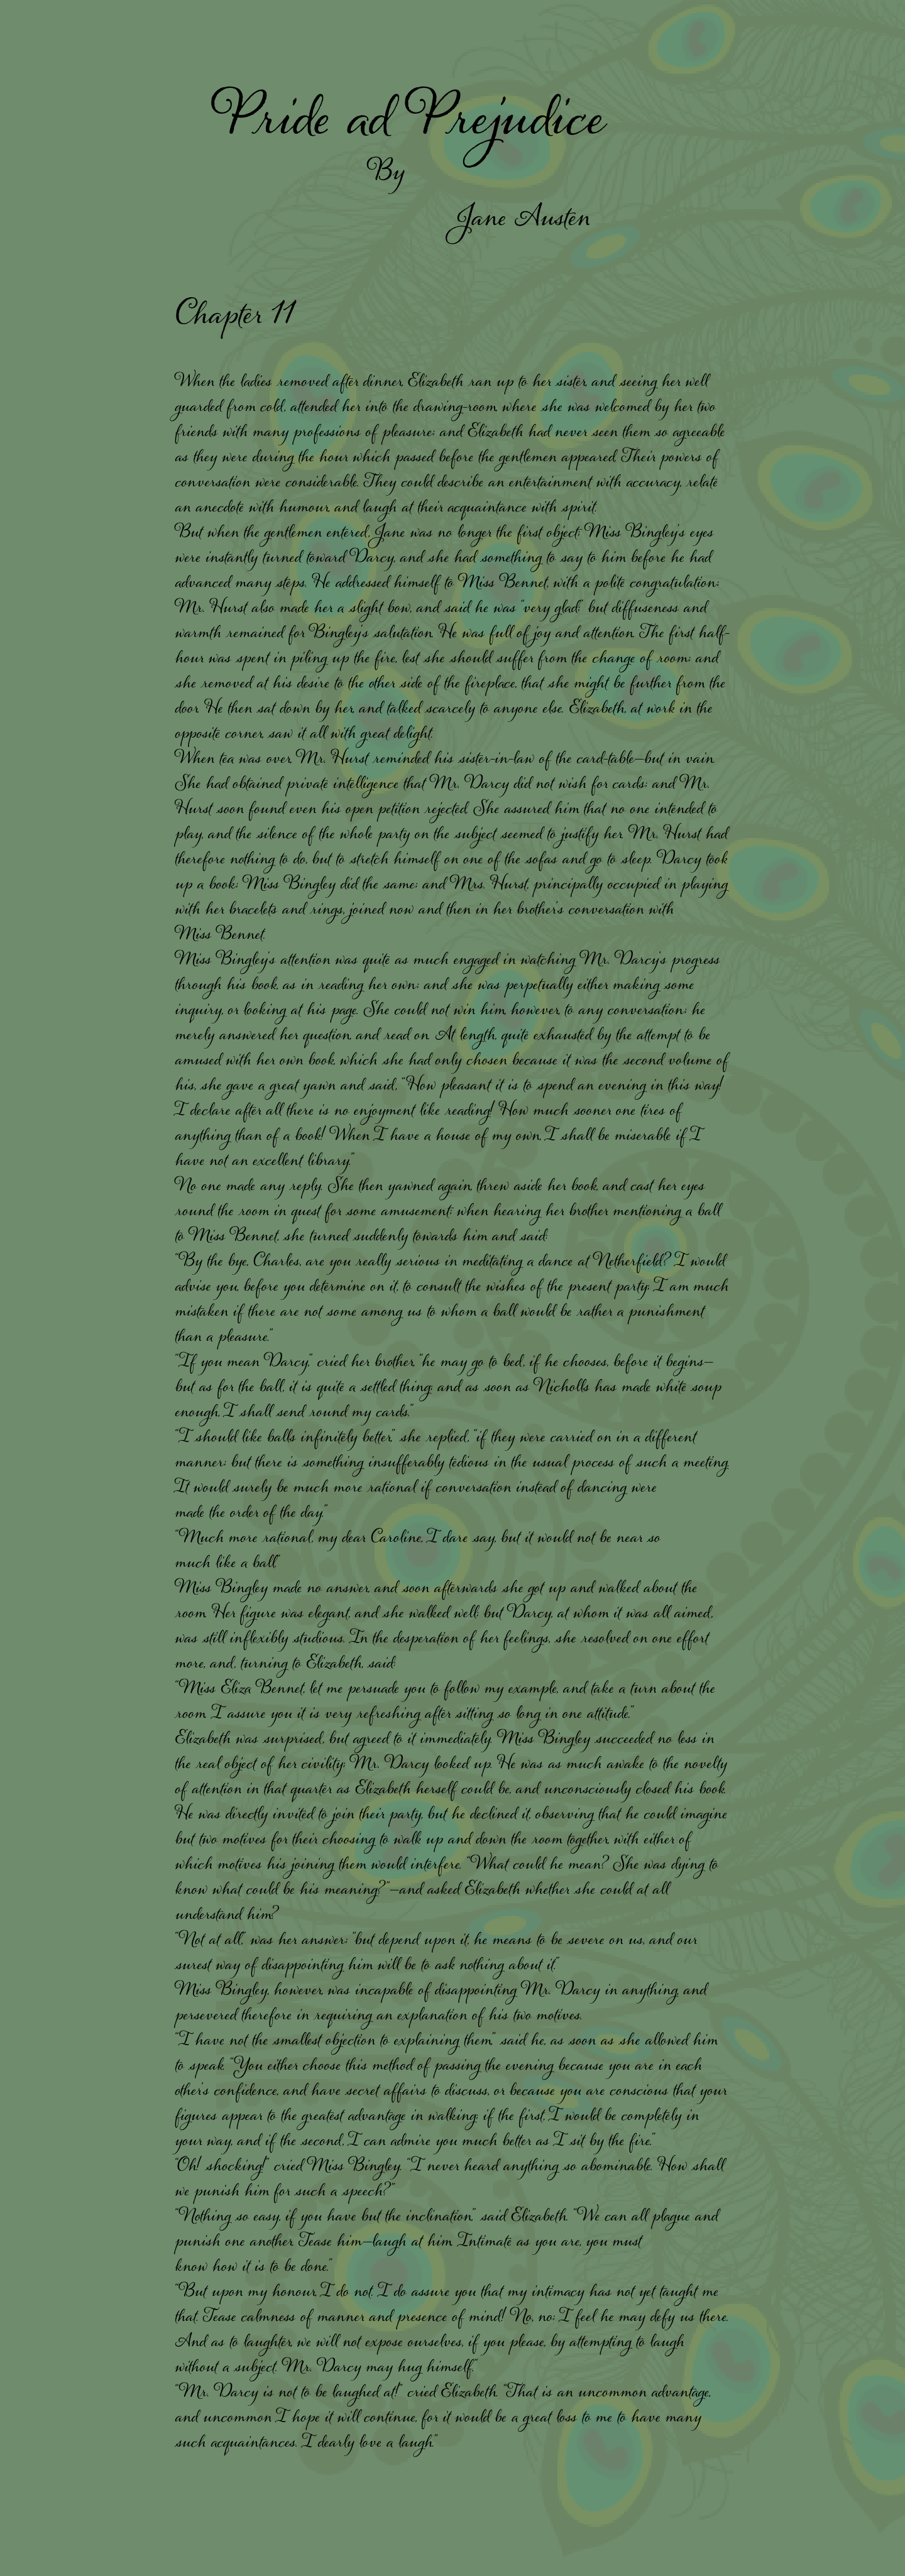 Pride ad Prejudice
By
Jane Austen
Chapter 11
When the ladies removed after dinner, Elizabeth ran up to her sister, and seeing her well
guarded from cold, attended her into the drawing-room, where she was welcomed by her two
friends with many professions of pleasure; and Elizabeth had never seen them so agreeable
as they were during the hour which passed before the gentlemen appeared. Their powers of
conversation were considerable. They could describe an entertainment with accuracy, relate
an anecdote with humour, and laugh at their acquaintance with spirit.
But when the gentlemen entered, Jane was no longer the first object; Miss Bingley's eyes
were instantly turned toward Darcy, and she had something to say to him before he had
advanced many steps. He addressed himself to Miss Bennet, with a polite congratulation;
Mr. Hurst also made her a slight bow, and said he was "very glad;" but diffuseness and
warmth remained for Bingley's salutation. He was full of joy and attention. The first half-
hour was spent in piling up the fire, lest she should suffer from the change of room; and
she removed at his desire to the other side of the fireplace, that she might be further from the
door. He then sat down by her, and talked scarcely to anyone else. Elizabeth, at work in the
opposite corner, saw it all with great delight.
When tea was over, Mr. Hurst reminded his sister-in-law of the card-table—but in vain.
She had obtained private intelligence that Mr. Darcy did not wish for cards; and Mr.
Hurst soon found even his open petition rejected. She assured him that no one intended to
play, and the silence of the whole party on the subject seemed to justify her. Mr. Hurst had
therefore nothing to do, but to stretch himself on one of the sofas and go to sleep. Darcy took
up a book; Miss Bingley did the same; and Mrs. Hurst, principally occupied in playing
with her bracelets and rings, joined now and then in her brother's conversation with
Miss Bennet.
Miss Bingley's attention was quite as much engaged in watching Mr. Darcy's progress
through his book, as in reading her own; and she was perpetually either making some
inquiry, or looking at his page. She could not win him, however, to any conversation; he
merely answered her question, and read on. At length, quite exhausted by the attempt to be
amused with her own book, which she had only chosen because it was the second volume of
his, she gave a great yawn and said, "How pleasant it is to spend an evening in this way!
I declare after all there is no enjoyment like reading! How much sooner one tires of
anything than of a book! When I have a house of my own, I shall be miserable if I
have not an excellent library."
No one made any reply. She then yawned again, threw aside her book, and cast her eyes
round the room in quest for some amusement; when hearing her brother mentioning a ball
to Miss Bennet, she turned suddenly towards him and said:
"By the bye, Charles, are you really serious in meditating a dance at Netherfield? I would
advise you, before you determine on it, to consult the wishes of the present party; I am much
mistaken if there are not some among us to whom a ball would be rather a punishment
than a pleasure."
"If you mean Darcy," cried her brother, "he may go to bed, if he chooses, before it begins—
but as for the ball, it is quite a settled thing; and as soon as Nicholls has made white soup
enough, I shall send round my cards."
"I should like balls infinitely better," she replied, "if they were carried on in a different
manner; but there is something insufferably tedious in the usual process of such a meeting.
It would surely be much more rational if conversation instead of dancing were
made the order of the day."
"Much more rational, my dear Caroline, I dare say, but it would not be near so
much like a ball."
Miss Bingley made no answer, and soon afterwards she got up and walked about the
room. Her figure was elegant, and she walked well; but Darcy, at whom it was all aimed,
was still inflexibly studious. In the desperation of her feelings, she resolved on one effort
more, and, turning to Elizabeth, said:
"Miss Eliza Bennet, let me persuade you to follow my example, and take a turn about the
room. I assure you it is very refreshing after sitting so long in one attitude."
Elizabeth was surprised, but agreed to it immediately. Miss Bingley succeeded no less in
the real object of her civility; Mr. Darcy looked up. He was as much awake to the novelty
of attention in that quarter as Elizabeth herself could be, and unconsciously closed his book.
He was directly invited to join their party, but he declined it, observing that he could imagine
but two motives for their choosing to walk up and down the room together, with either of
which motives his joining them would interfere. "What could he mean? She was dying to
know what could be his meaning?"—and asked Elizabeth whether she could at all
understand him?
"Not at all," was her answer; "but depend upon it, he means to be severe on us, and our
surest way of disappointing him will be to ask nothing about it."
Miss Bingley, however, was incapable of disappointing Mr. Darcy in anything, and
persevered therefore in requiring an explanation of his two motives.
"I have not the smallest objection to explaining them," said he, as soon as she allowed him
to speak. "You either choose this method of passing the evening because you are in each
other's confidence, and have secret affairs to discuss, or because you are conscious that your
figures appear to the greatest advantage in walking; if the first, I would be completely in
your way, and if the second, I can admire you much better as I sit by the fire."
"Oh! shocking!" cried Miss Bingley. "I never heard anything so abominable. How shall
we punish him for such a speech?"
"Nothing so easy, if you have but the inclination," said Elizabeth. "We can all plague and
punish one another. Tease him—laugh at him. Intimate as you are, you must
know how it is to be done."
"But upon my honour, I do not. I do assure you that my intimacy has not yet taught me
that. Tease calmness of manner and presence of mind! No, no; I feel he may defy us there.
And as to laughter, we will not expose ourselves, if you please, by attempting to laugh
without a subject. Mr. Darcy may hug himself."
"Mr. Darcy is not to be laughed at!" cried Elizabeth. "That is an uncommon advantage,
and uncommon I hope it will continue, for it would be a great loss to me to have many
such acquaintances. I dearly love a laugh."